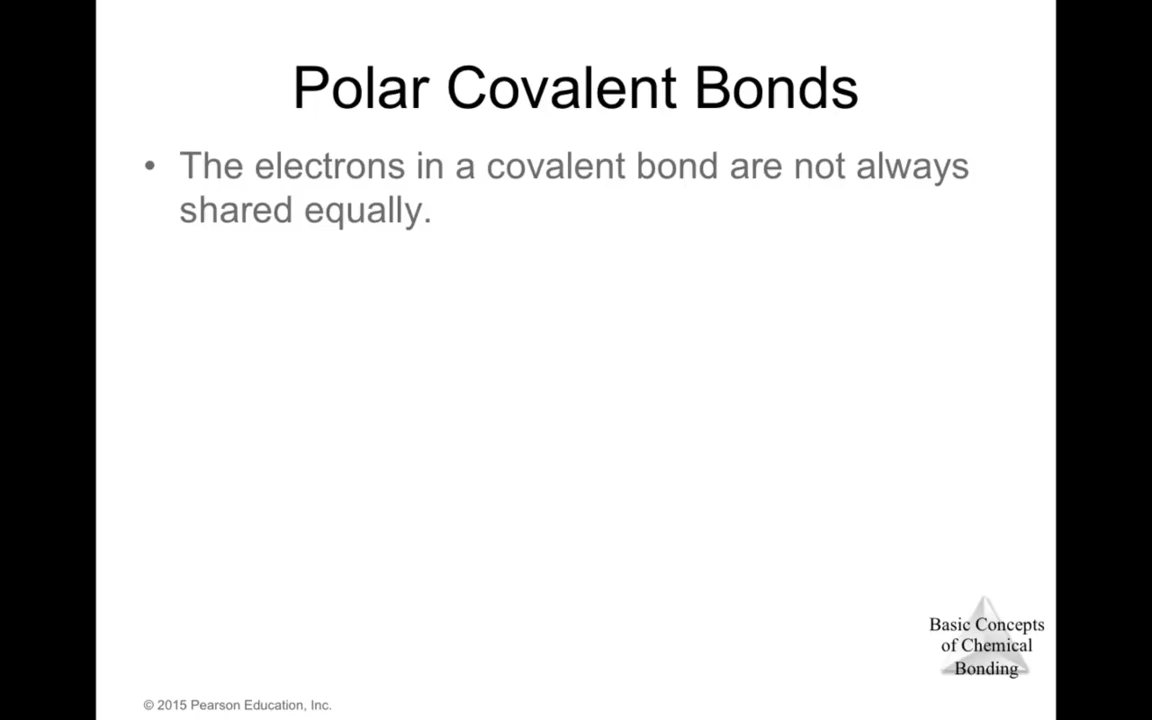 Polar Covalent Bonds
• The electrons in a covalent bond are not always
shared equally.
Basic Concepts
of Chemical
Bonding
© 2015 Pearson Education, Inc.